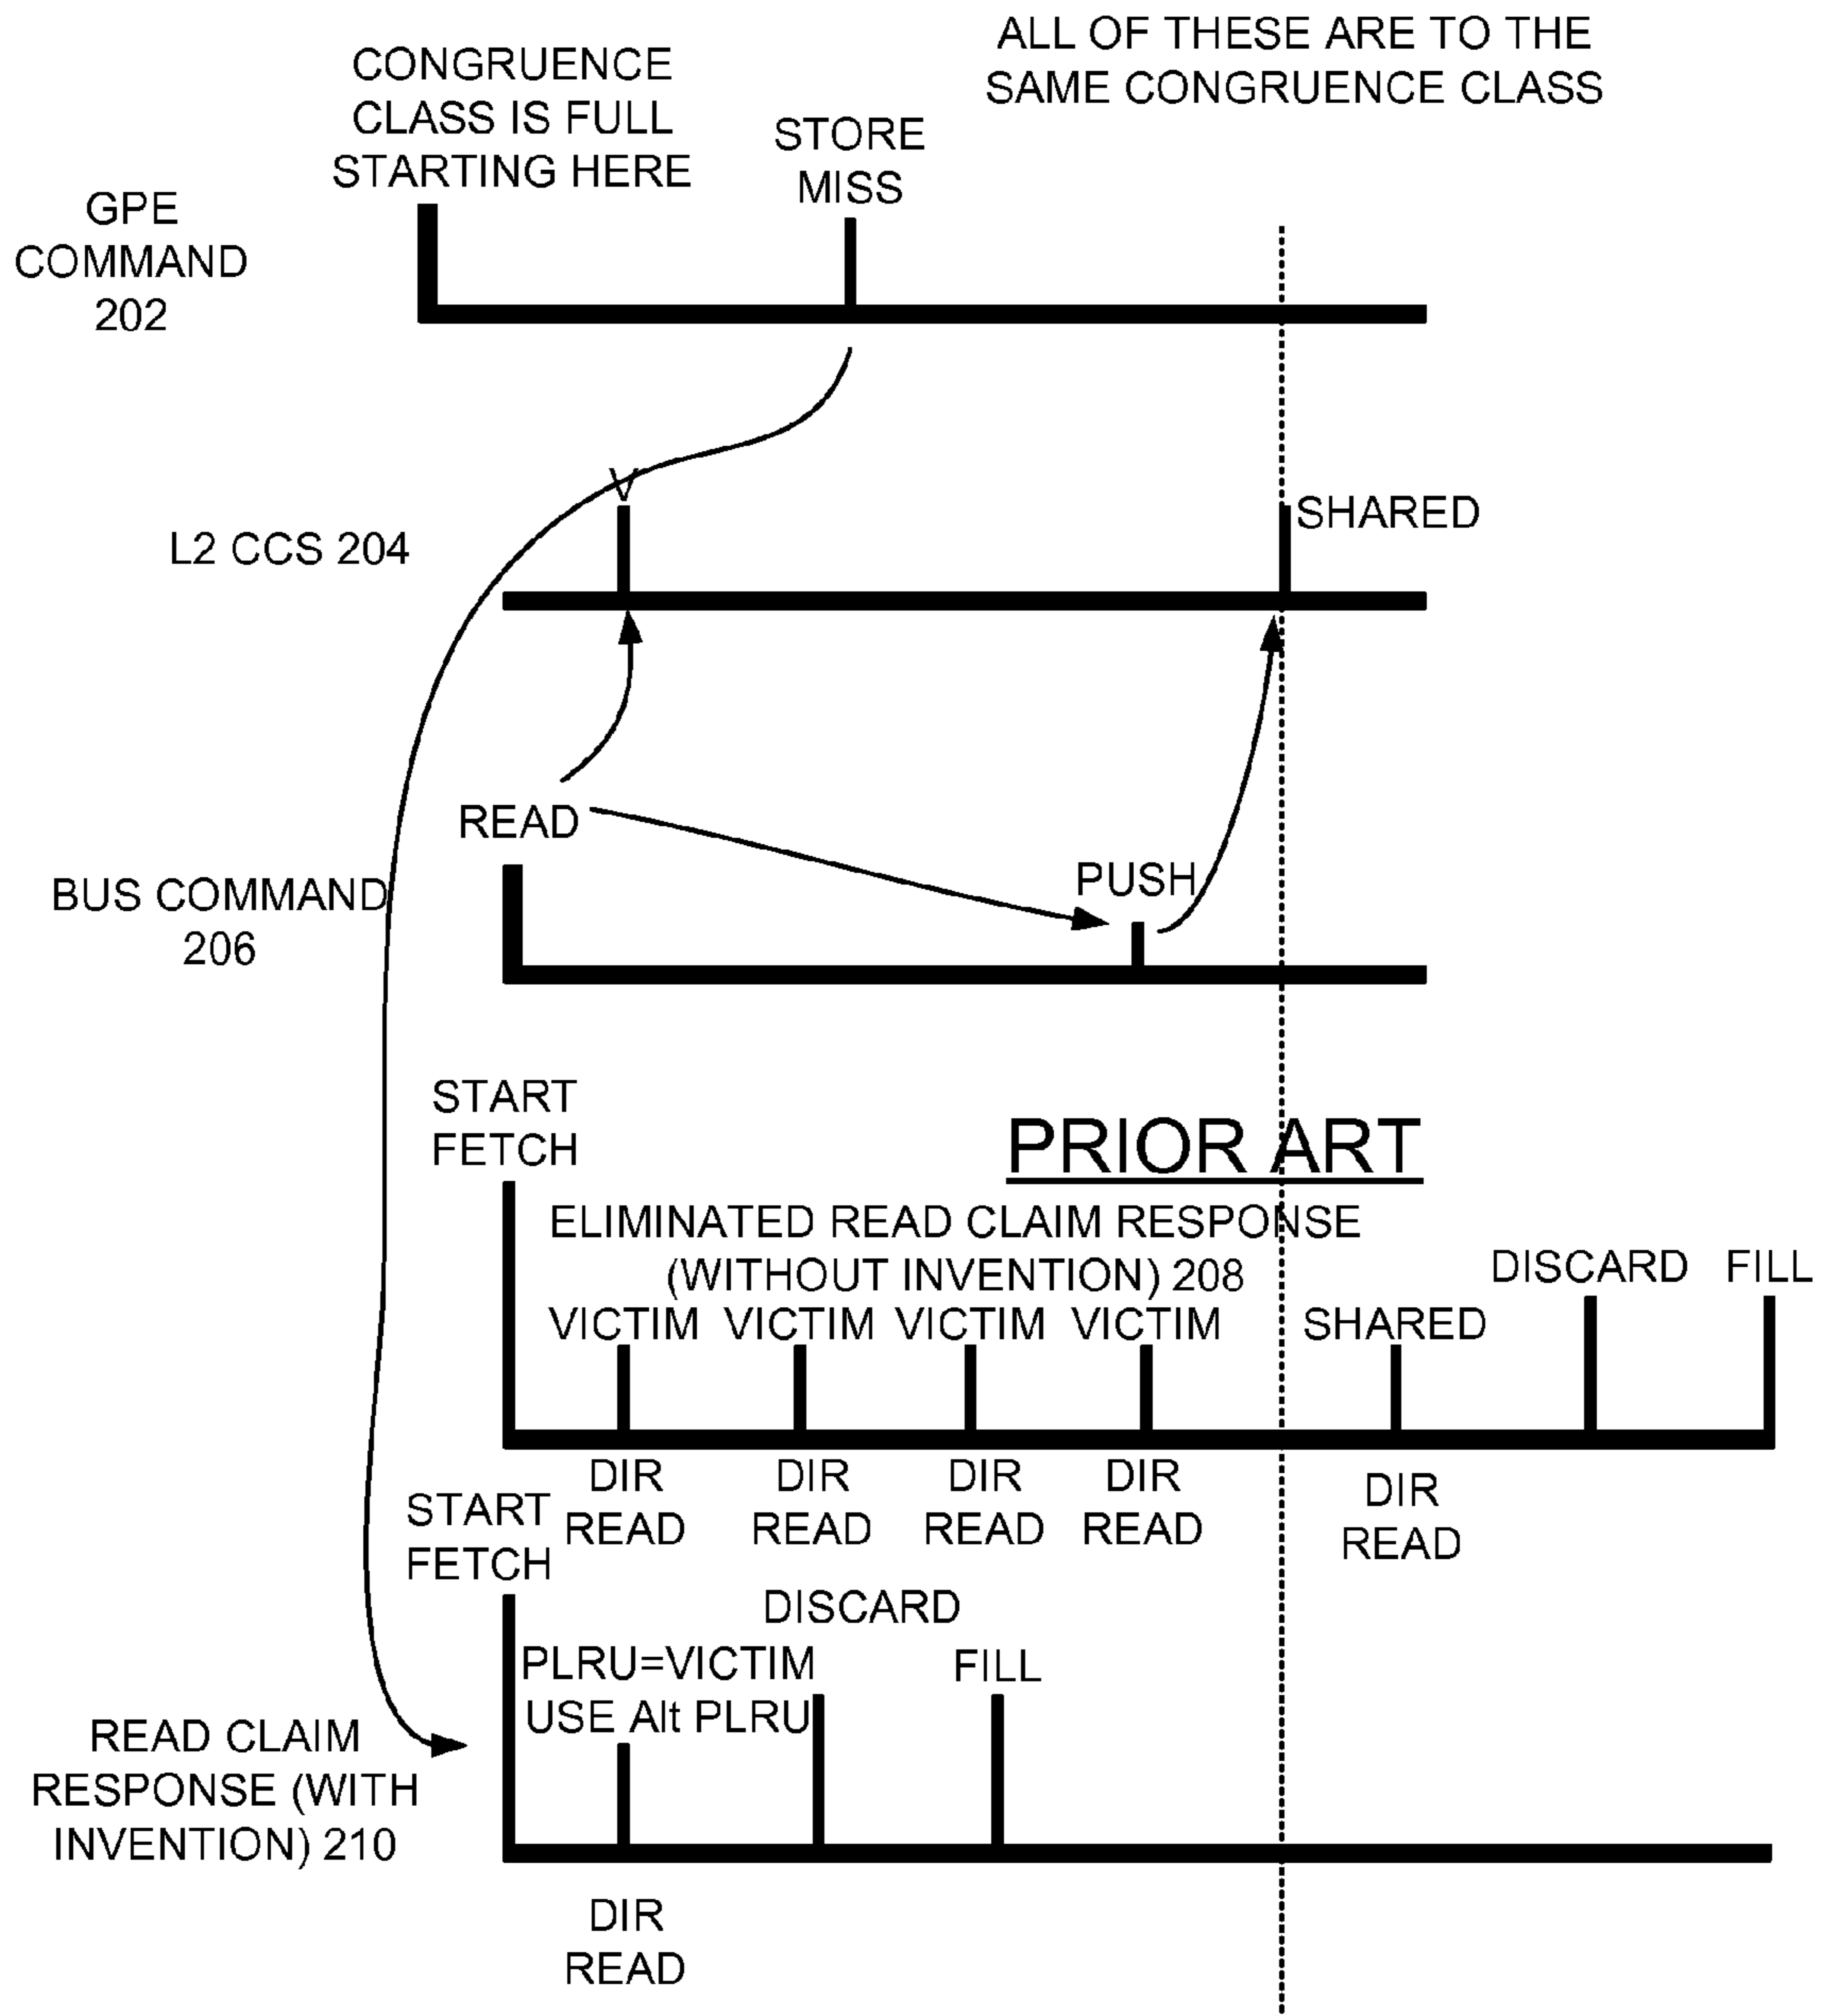 ALL OF THESE ARE TO THE
SAME CONGRUENCE CLASS
CONGRUENCE
CLASS IS FULL
STARTING HERE
STORE
MISS
GPE
COMMAND
202
V
SHARED
L2 CCS 204
READ
PUSH
BUS COMMAND
206
START
FETCH
PRIOR ART
ELIMINATED READ CLAIM RESPONSE
(WITHOUT INVENTION) 208
DISCARD FILL
VICTIM VICTIM VICTIM VICTIM SHARED
DIR DIR DIR DIR DIR
READ READ READ READ READ
START
FETCH
DISCARD
PLRU=VICTIM
USE Alt PLRU
FILL
READ CLAIM
RESPONSE (WITH
INVENTION) 210
DIR
READ